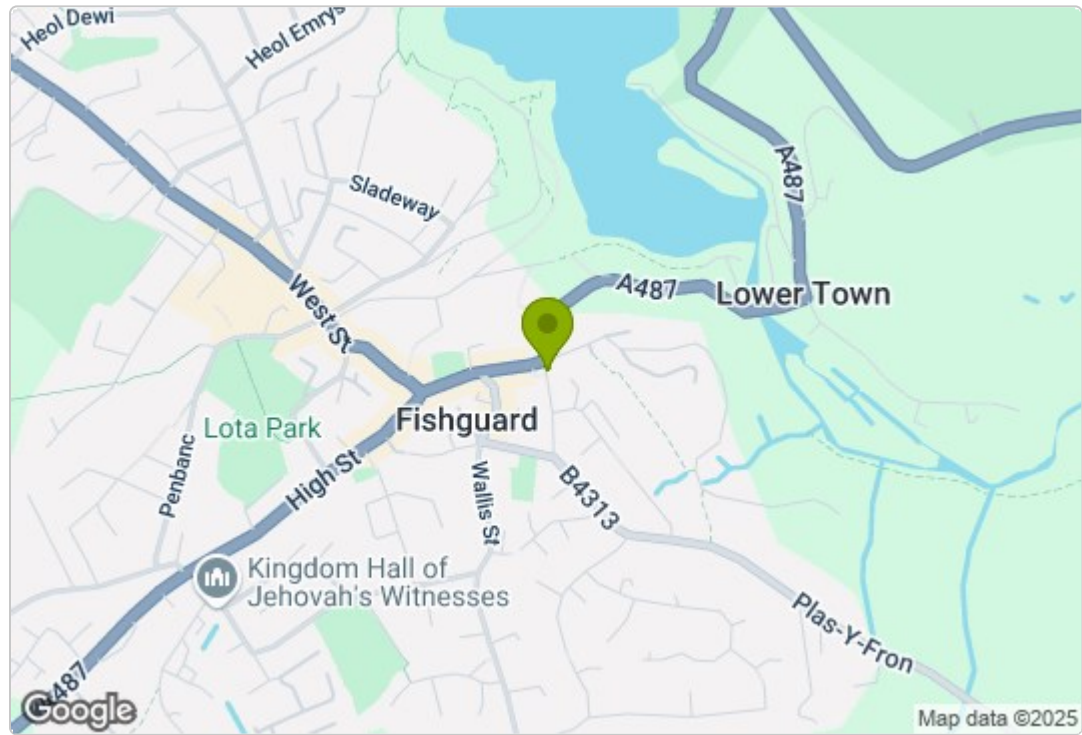 Heol Dewi
Heol Emrys
Sladeway
A487
A487
Lower Town
West St
Fishguard
Lota Park
Penbanc
High St
Wallis St
B4313
Kingdom Hall of
Jehovah's Witnesses
Plas-Y-Fron
A487
Google
Map data ©2025